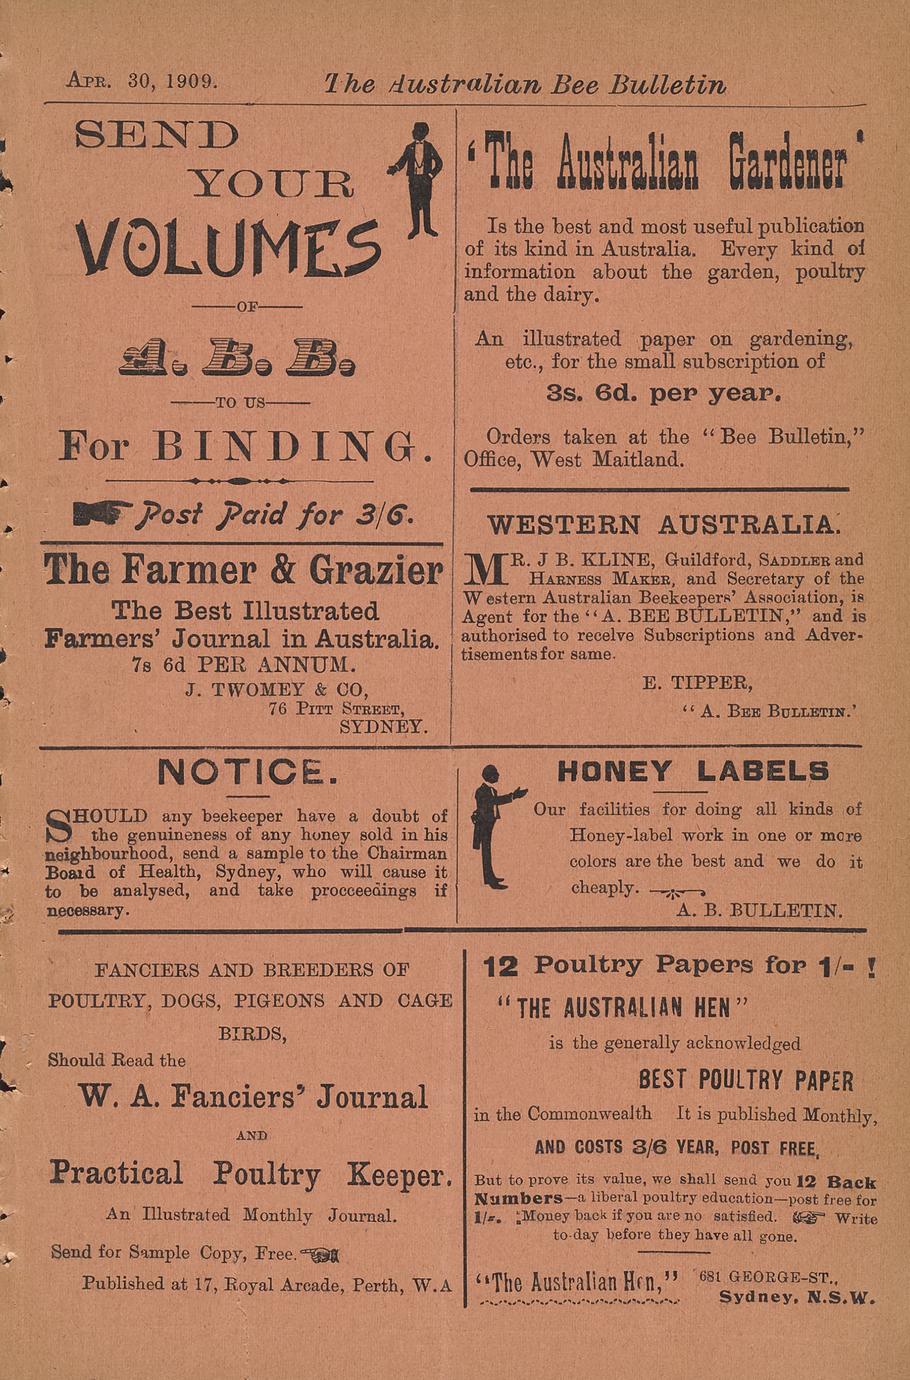 APR. 30, 1909.
The Australian Bee Bulletin
SEND
YOUR
VOLUMES
OF
A. B. B.
TO US
For BINDING.
Post Paid for 3/6.
The Farmer & Grazier
The Best Illustrated
Farmers' Journal in Australia.
7s 6d PER ANNUM.
J. TWOMEY & CO,
76 PITT STREET,
SYDNEY.
'The Australian Gardener'
Is the best and most useful publication
of its kind in Australia. Every kind of
information about the garden, poultry
and the dairy.
An illustrated paper on gardening,
etc., for the small subscription of
3s. 6d. per year.
Orders taken at the "Bee Bulletin,"
Office, West Maitland.
WESTERN AUSTRALIA.
MR. J B. KLINE, Guildford, SADDLER and
HARNESS MAKER, and Secretary of the
Western Australian Beekeepers' Association, is
Agent for the "A. BEE BULLETIN," and is
authorised to receive Subscriptions and Adver-
tisements for same.
E. TIPPER,
"A. BEE BULLETIN.'
NOTICE.
SHOULD any beekeeper have a doubt of
the genuineness of any honey sold in his
neighbourhood, send a sample to the Chairman
Board of Health, Sydney, who will cause it
to be analysed, and take procceedings if
necessary.
HONEY LABELS
Our facilities for doing all kinds of
Honey-label work in one or more
colors are the best and we do it
cheaply.
A. B. BULLETIN.
FANCIERS AND BREEDERS OF
POULTRY, DOGS, PIGEONS AND CAGE
BIRDS,
Should Read the
W. A. Fanciers' Journal
AND
Practical Poultry Keeper.
An Illustrated Monthly Journal.
Send for Sample Copy, Free.
Published at 17, Royal Arcade, Perth, W.A
12 Poultry Papers for 1/- !
"THE AUSTRALIAN HEN"
is the generally acknowledged
BEST POULTRY PAPER
in the Commonwealth It is published Monthly,
AND COSTS 3/6 YEAR, POST FREE,
But to prove its value, we shall send you 12 Back
Numbers—a liberal poultry education—post free for
1/-. Money back if you are no satisfied. Write
to-day before they have all gone.
"The Australian Hen," 681 GEORGE-ST.,
Sydney, N.S.W.